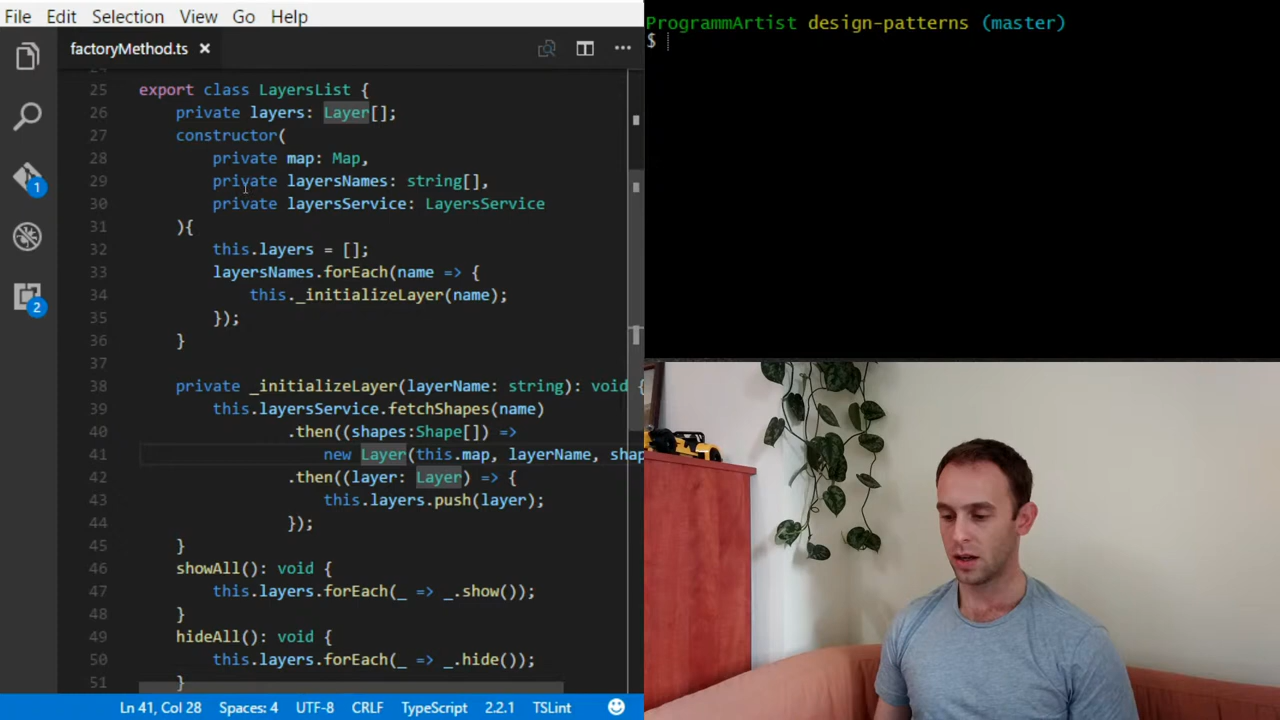 File Edit Selection View Go Help
factoryMethod.ts ×
25 export class LayersList {
26 private layers: Layer[];
27 constructor(
28 private map: Map,
29 private layersNames: string[],
30 private layersService: LayersService
31 ){
32 this.layers = [];
33 layersNames.forEach(name => {
34 this._initializeLayer(name);
35 });
36 }
37
38 private _initializeLayer(layerName: string): void {
39 this.layersService.fetchShapes(name)
40 .then((shapes:Shape[]) =>
41 new Layer(this.map, layerName, shap
42 .then((layer: Layer) => {
43 this.layers.push(layer);
44 });
45 }
46 showAll(): void {
47 this.layers.forEach(_ => _.show());
48 }
49 hideAll(): void {
50 this.layers.forEach(_ => _.hide());
51 }
1
2
Ln 41, Col 28 Spaces: 4 UTF-8 CRLF TypeScript 2.2.1 TSLint
ProgrammArtist design-patterns (master)
$